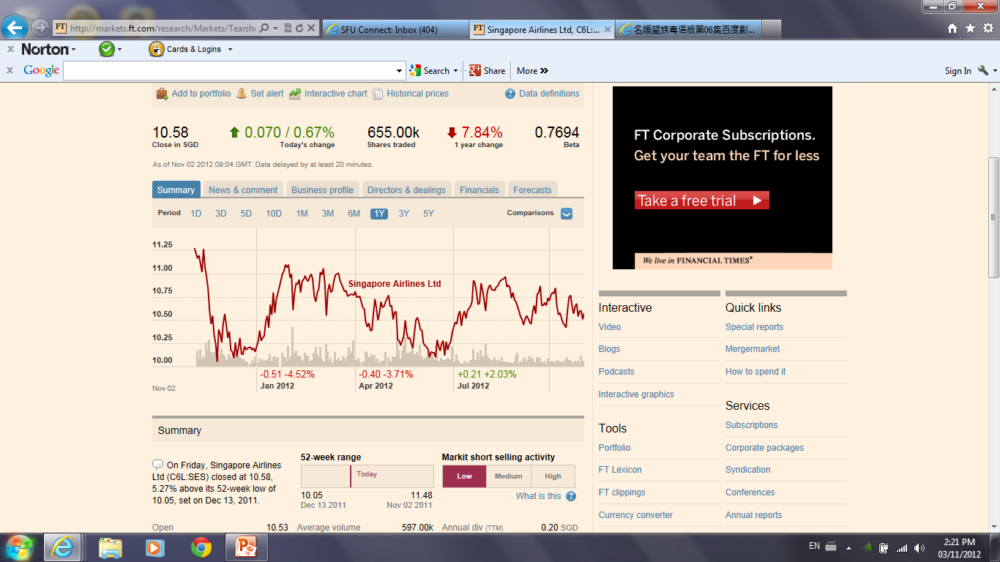 http://markets.ft.com/research/Markets/Tearshe
SFU Connect: Inbox (404)
Singapore Airlines Ltd, C6L:...
名媛望族粤语版第06集百度影...
x Norton
Cards & Logins
x Google
Search
Share
More »
Sign In
Add to portfolio
Set alert
Interactive chart
Historical prices
Data definitions
10.58
Close in SGD
0.070 / 0.67%
Today's change
655.00k
Shares traded
7.84%
1 year change
0.7694
Beta
As of Nov 02 2012 09:04 GMT. Data delayed by at least 20 minutes.
Summary
News & comment
Business profile
Directors & dealings
Financials
Forecasts
Period 1D 3D 5D 10D 1M 3M 6M 1Y 3Y 5Y
Comparisons
11.25
11.00
10.75
10.50
10.25
10.00
Singapore Airlines Ltd
Nov 02
-0.51 -4.52%
Jan 2012
-0.40 -3.71%
Apr 2012
+0.21 +2.03%
Jul 2012
Summary
On Friday, Singapore Airlines
Ltd (C6L:SES) closed at 10.58,
5.27% above its 52-week low of
10.05, set on Dec 13, 2011.
52-week range
Today
10.05
Dec 13 2011
11.48
Nov 02 2011
Markit short selling activity
Low
Medium
High
What is this
Open 10.53
Average volume 597.00k
Annual div (TTM) 0.20 SGD
FT Corporate Subscriptions.
Get your team the FT for less
Take a free trial
We live in FINANCIAL TIMES®
Interactive
Video
Blogs
Podcasts
Interactive graphics
Tools
Portfolio
FT Lexicon
FT clippings
Currency converter
Quick links
Special reports
Mergermarket
How to spend it
Services
Subscriptions
Corporate packages
Syndication
Conferences
Annual reports
EN
2:21 PM
03/11/2012